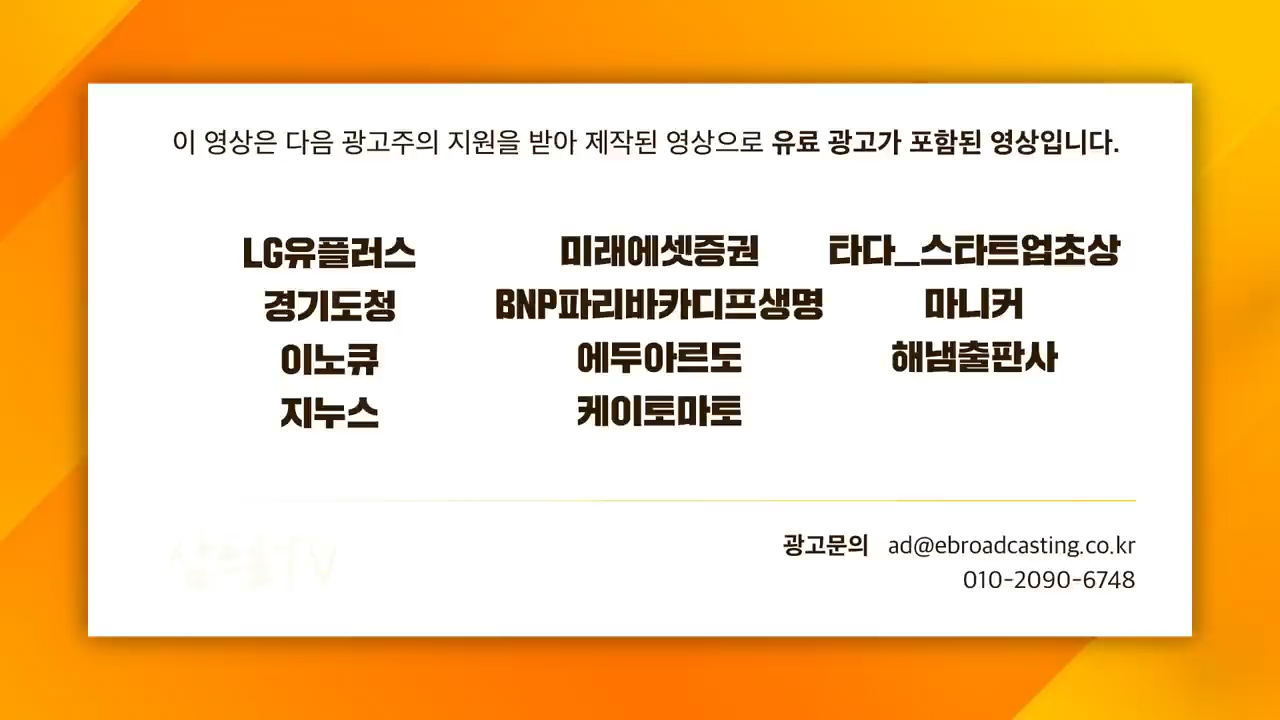 이 영상은 다음 광고주의 지원을 받아 제작된 영상으로 유료 광고가 포함된 영상입니다.
LG유플러스 미래에셋증권 타다_스타트업초상
경기도청 BNP파리바카디프생명 마니커
이노큐 에두아르도 해냄출판사
지누스 케이토마토
광고문의 ad@ebroadcasting.co.kr
010-2090-6748